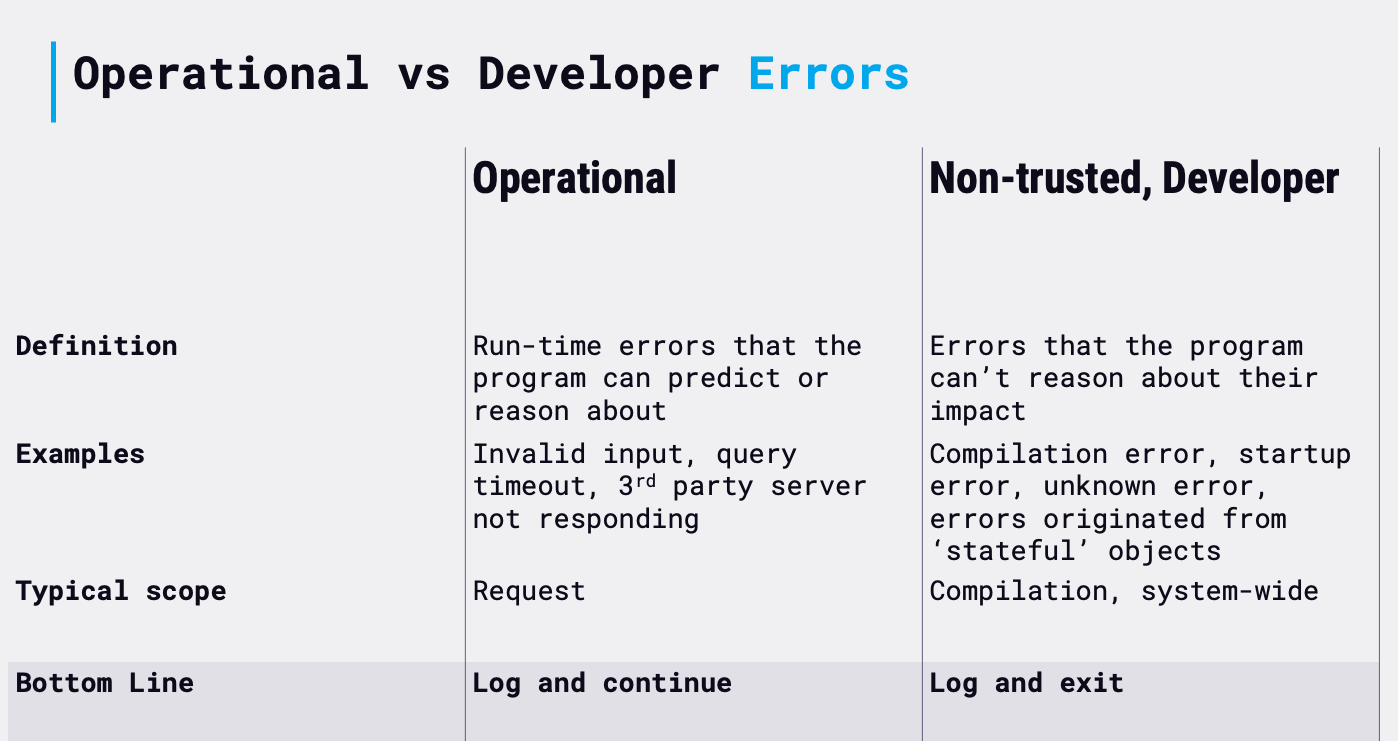 Operational vs Developer Errors
Operational
Non-trusted, Developer
Definition
Run-time errors that the
program can predict or
reason about
Errors that the program
can’t reason about their
impact
Examples
Invalid input, query
timeout, 3rd party server
not responding
Compilation error, startup
error, unknown error,
errors originated from
‘stateful’ objects
Typical scope
Request
Compilation, system-wide
Bottom Line
Log and continue
Log and exit